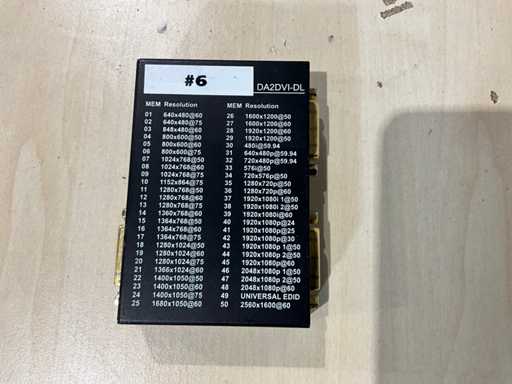 #6
DA2DVI-DL
MEM Resolution
01 640x480@60
02 640x480@75
03 848x480@60
04 800x600@50
05 800x600@60
06 800x600@75
07 1024x768@50
08 1024x768@60
09 1024x768@75
10 1152x864@75
11 1280x768@50
12 1280x768@60
13 1280x768@75
14 1360x768@60
15 1364x768@50
16 1364x768@60
17 1364x768@75
18 1280x1024@50
19 1280x1024@60
20 1280x1024@75
21 1366x1024@60
22 1400x1050@50
23 1400x1050@60
24 1400x1050@75
25 1680x1050@60
MEM Resolution
26 1600x1200@50
27 1600x1200@60
28 1920x1200@50
29 1920x1200@60
30 480i@59.94
31 640x480p@59.94
32 720x480p@59.94
33 576i@50
34 720x576p@50
35 1280x720p@50
36 1280x720p@60
37 1920x1080i 1@50
38 1920x1080i 2@50
39 1920x1080i@60
40 1920x1080p@24
41 1920x1080p@25
42 1920x1080p@30
43 1920x1080p 1@50
44 1920x1080p 2@50
45 1920x1080p@60
46 2048x1080p 1@50
47 2048x1080p 2@50
48 2048x1080p@60
49 UNIVERSAL EDID
50 2560x1600@60